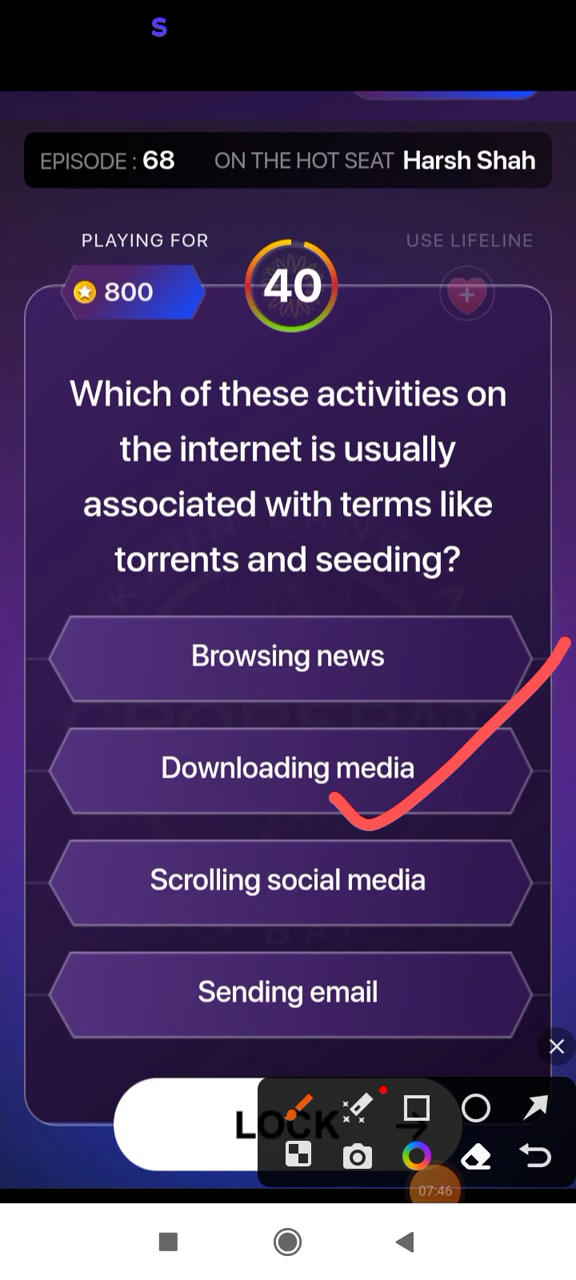 S
EPISODE : 68 ON THE HOT SEAT Harsh Shah
PLAYING FOR
USE LIFELINE
800
40
Which of these activities on
the internet is usually
associated with terms like
torrents and seeding?
Browsing news
Downloading media
Scrolling social media
Sending email
LOCK
07:46